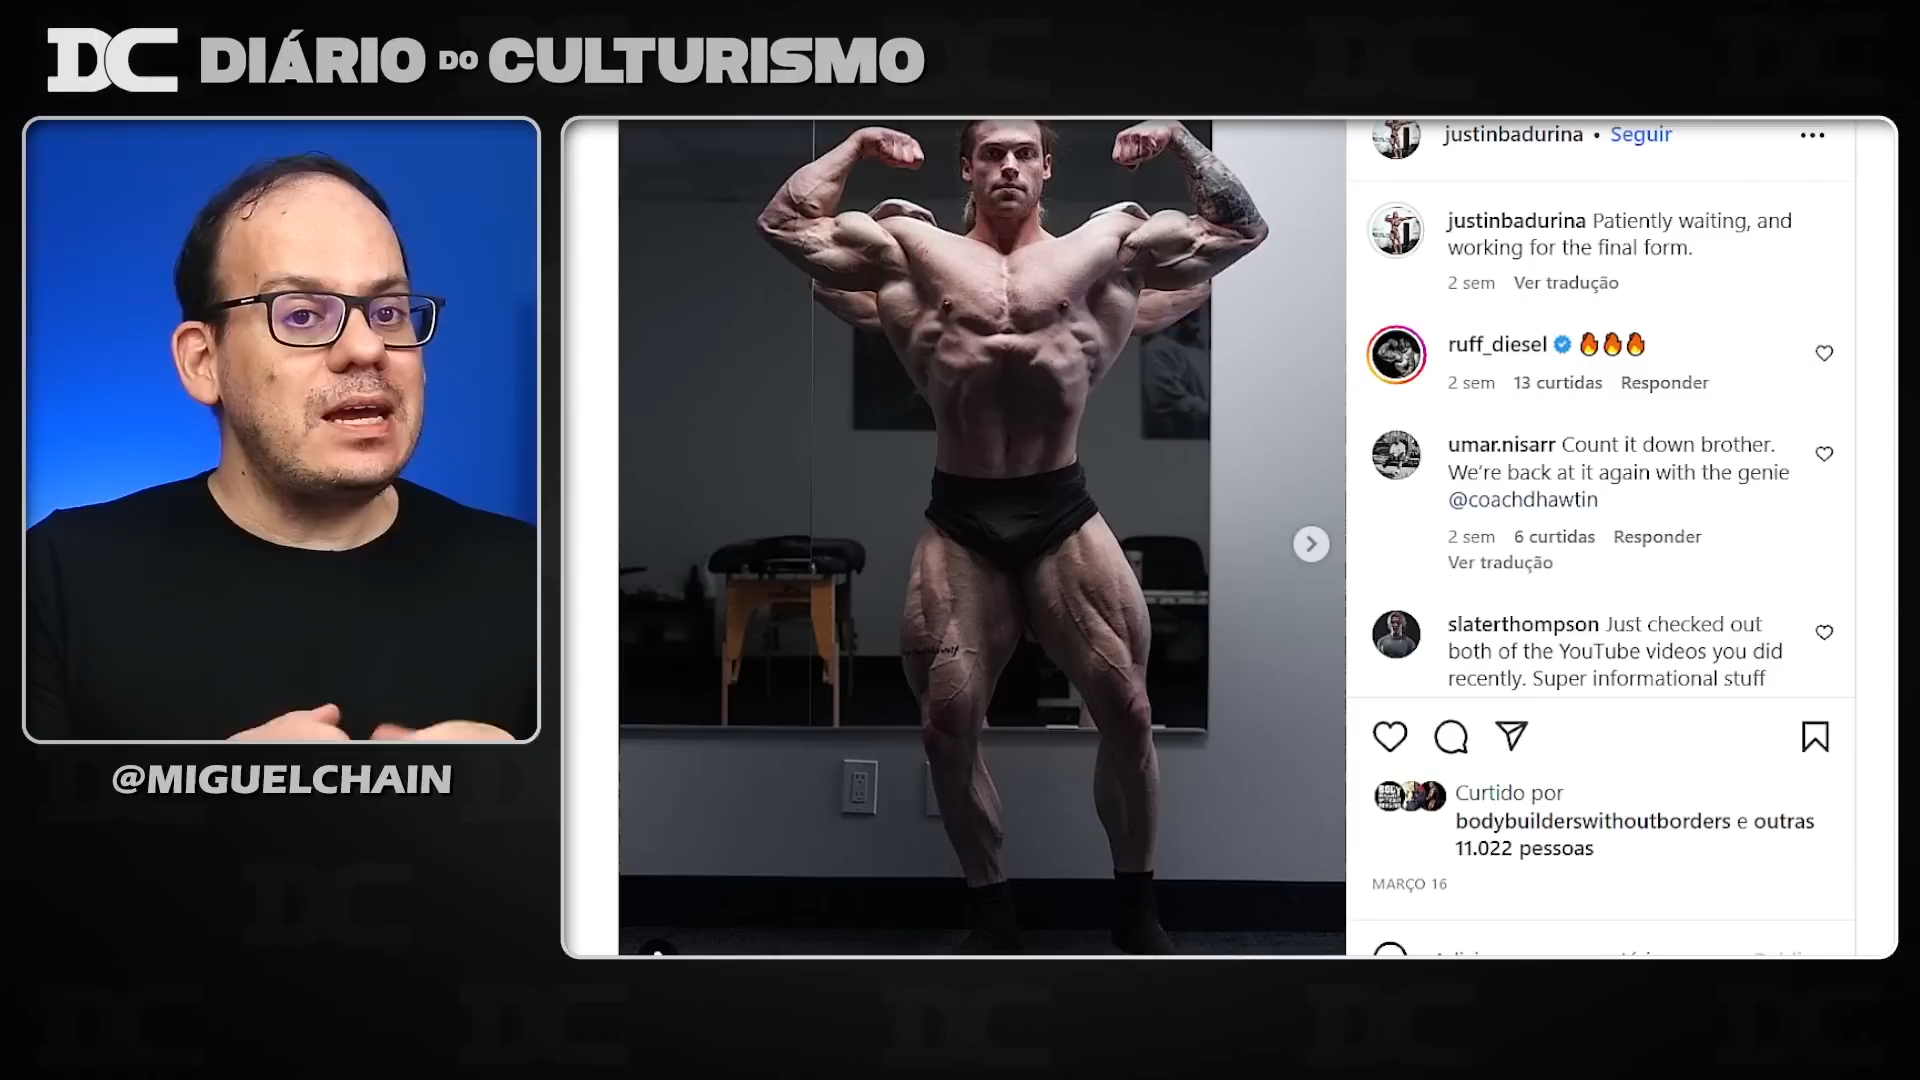 DC DIÁRIO DO CULTURISMO
@MIGUELCHAIN
justinbadurina • Seguir
justinbadurina Patiently waiting, and
working for the final form.
2 sem Ver tradução
ruff_diesel 🔥🔥🔥
2 sem 13 curtidas Responder
umar.nisarr Count it down brother.
We’re back at it again with the genie
@coachdhawtin
2 sem 6 curtidas Responder
Ver tradução
slaterthompson Just checked out
both of the YouTube videos you did
recently. Super informational stuff
Curtido por
bodybuilderswithoutborders e outras
11.022 pessoas
MARÇO 16